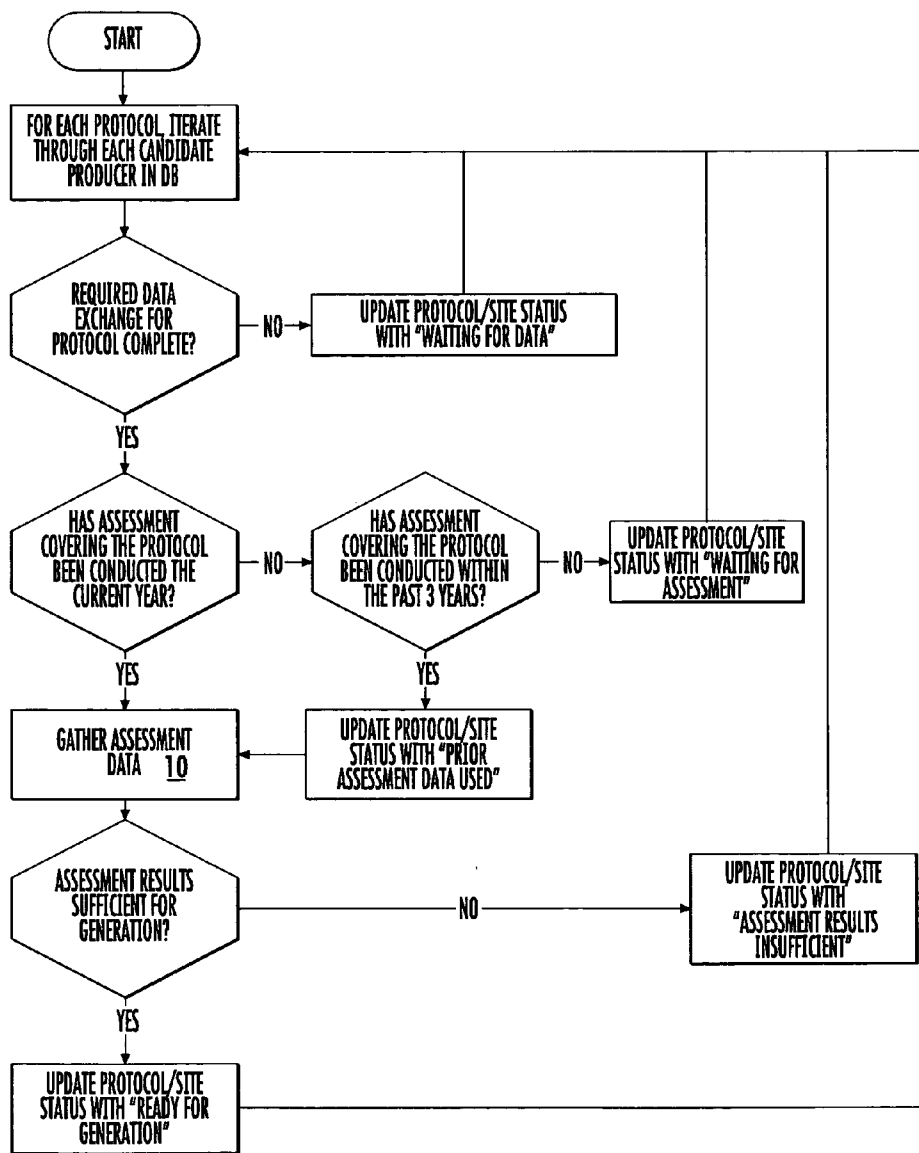 START
FOR EACH PROTOCOL, ITERATE
THROUGH EACH CANDIDATE
PRODUCER IN DB
REQUIRED DATA
EXCHANGE FOR
PROTOCOL COMPLETE?
NO
UPDATE PROTOCOL/SITE STATUS
WITH "WAITING FOR DATA"
YES
HAS ASSESSMENT
COVERING THE PROTOCOL
BEEN CONDUCTED THE
CURRENT YEAR?
NO
HAS ASSESSMENT
COVERING THE PROTOCOL
BEEN CONDUCTED WITHIN
THE PAST 3 YEARS?
NO
UPDATE PROTOCOL/SITE
STATUS WITH "WAITING FOR
ASSESSMENT"
YES
YES
GATHER ASSESSMENT
DATA 10
UPDATE PROTOCOL/SITE
STATUS WITH "PRIOR
ASSESSMENT DATA USED"
ASSESSMENT RESULTS
SUFFICIENT FOR
GENERATION?
NO
UPDATE PROTOCOL/SITE
STATUS WITH
"ASSESSMENT RESULTS
INSUFFICIENT"
YES
UPDATE PROTOCOL/SITE
STATUS WITH "READY FOR
GENERATION"